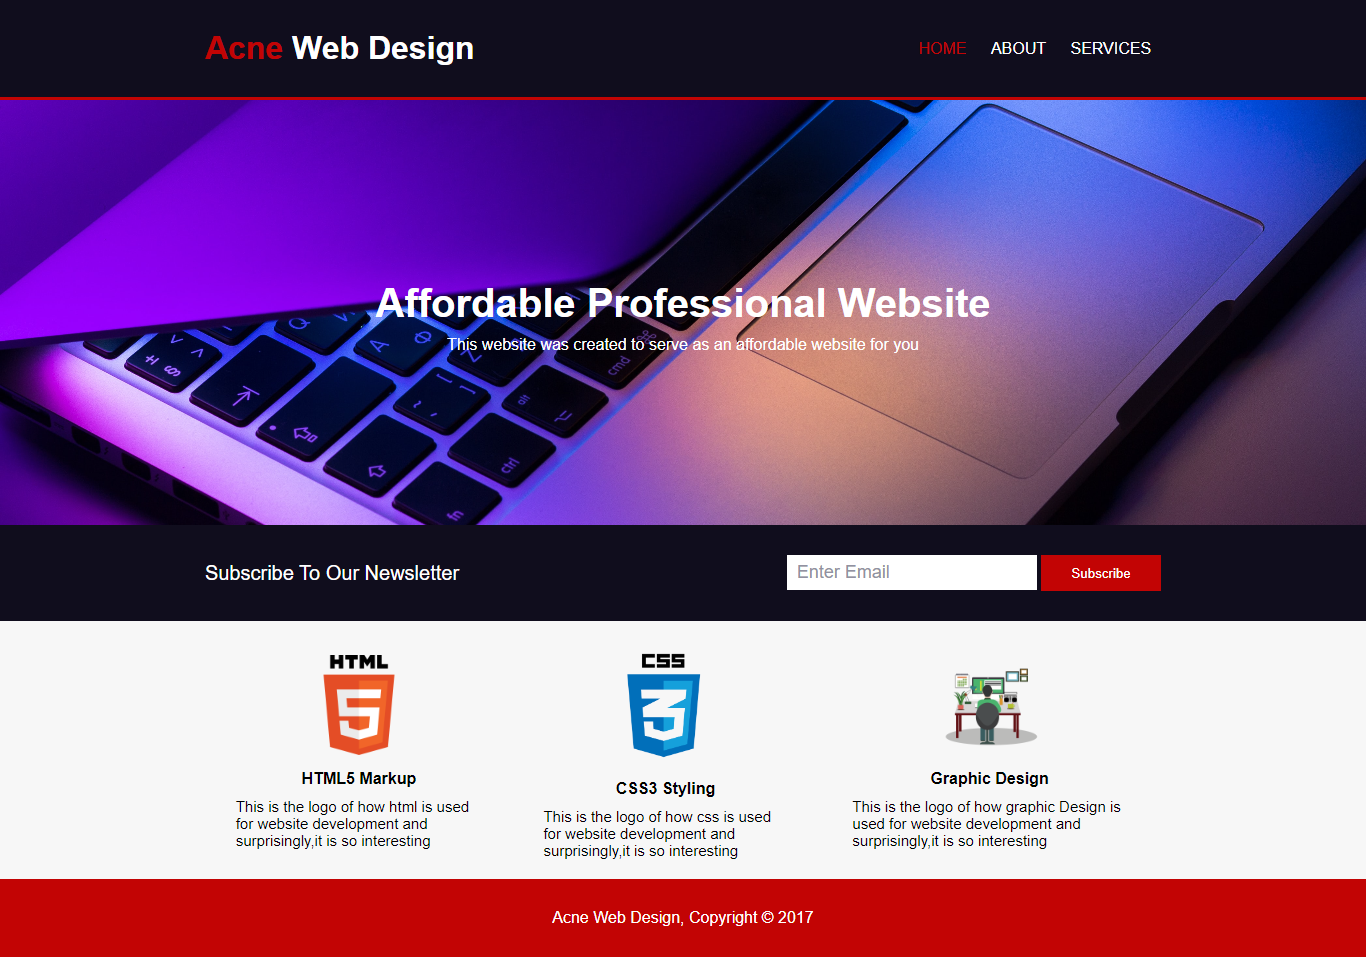 Acne Web Design
HOME ABOUT SERVICES
Affordable Professional Website
This website was created to serve as an affordable website for you
cmd
alt
ctrl
fn
Subscribe To Our Newsletter
Enter Email
Subscribe
HTML
5
HTML5 Markup
This is the logo of how html is used
for website development and
surprisingly,it is so interesting
CSS
3
CSS3 Styling
This is the logo of how css is used
for website development and
surprisingly,it is so interesting
Graphic Design
This is the logo of how graphic Design is
used for website development and
surprisingly,it is so interesting
Acne Web Design, Copyright © 2017